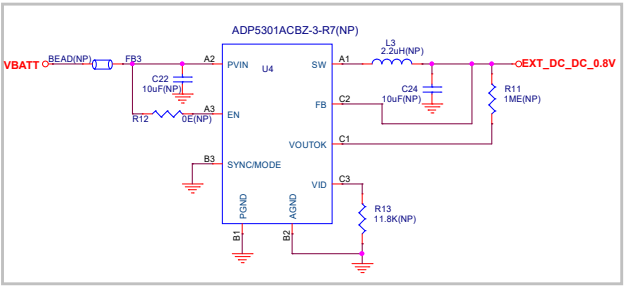 ADP5301ACBZ-3-R7(NP)
L3
2.2uH(NP)
VBATT
BEAD(NP)
FB3
A2
PVIN
U4
SW
A1
EXT_DC_DC_0.8V
C22
10uF(NP)
C24
10uF(NP)
R11
1ME(NP)
FB
C2
A3
EN
R12
0E(NP)
VOUTOK
C1
B3
SYNC/MODE
VID
C3
PGND
AGND
R13
11.8K(NP)
B1
B2